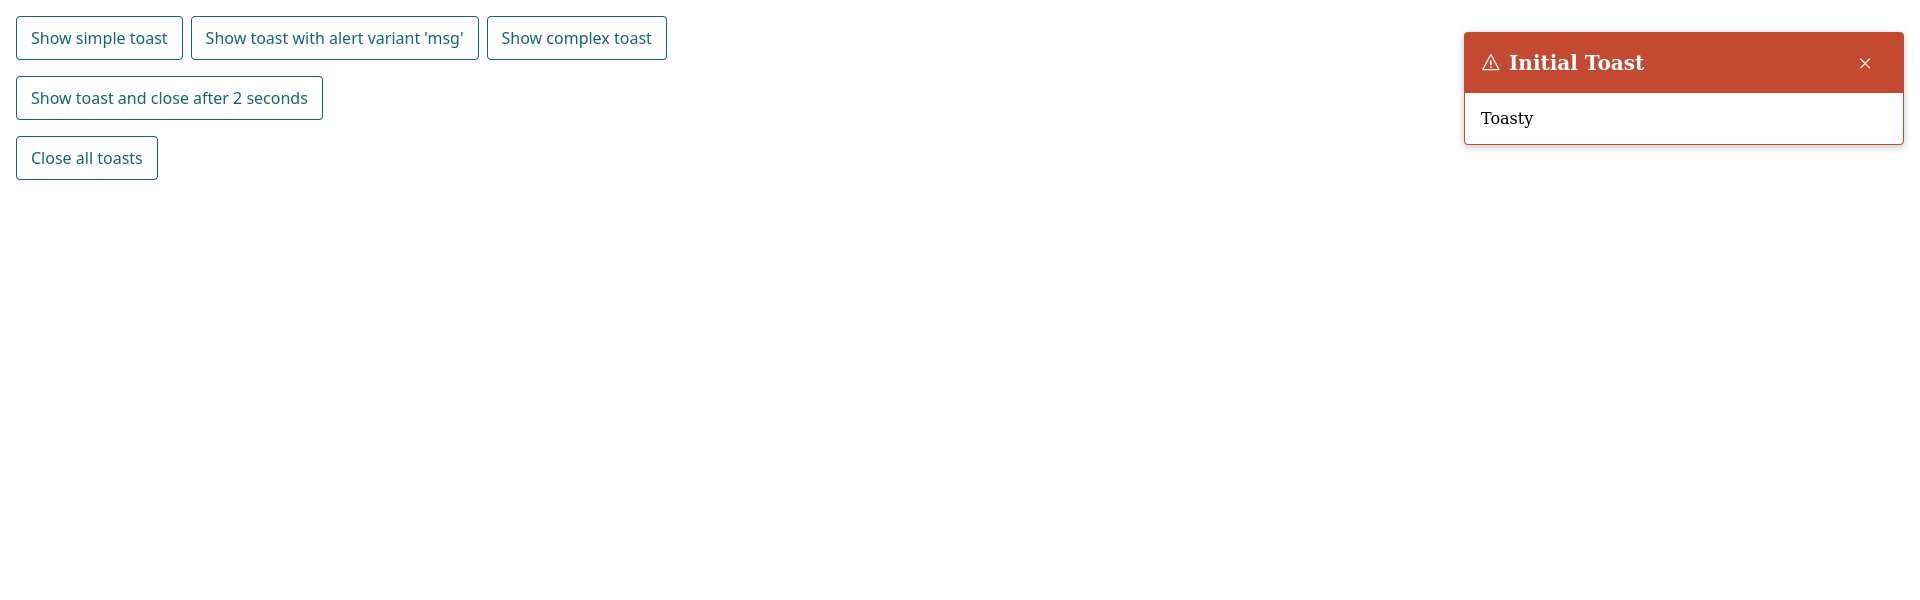 Show simple toast
Show toast with alert variant 'msg'
Show complex toast
Show toast and close after 2 seconds
Close all toasts
Initial Toast
Toasty